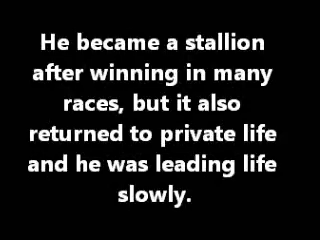 He became a stallion
after winning in many
races, but it also
returned to private life
and he was leading life
slowly.